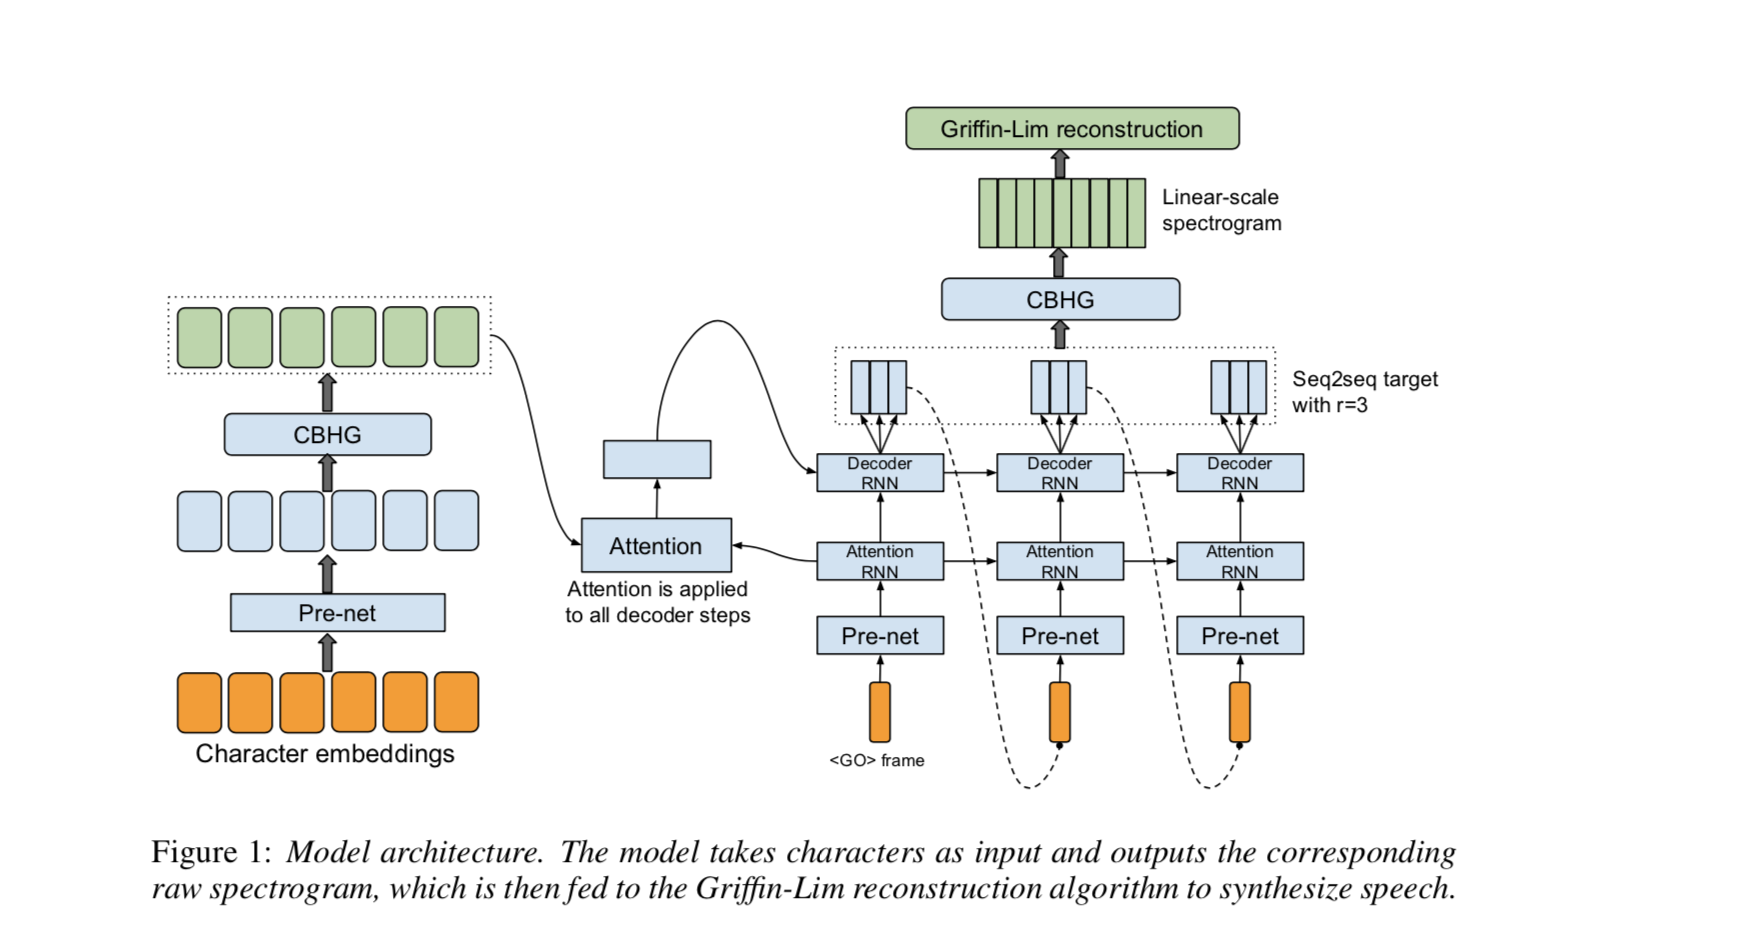 Griffin-Lim reconstruction
Linear-scale
spectrogram
CBHG
Seq2seq target
with r=3
CBHG
Decoder
RNN
Decoder
RNN
Decoder
RNN
Attention
Attention is applied
to all decoder steps
Attention
RNN
Attention
RNN
Attention
RNN
Pre-net
Pre-net
Pre-net
Pre-net
Character embeddings
<GO> frame
Figure 1: Model architecture. The model takes characters as input and outputs the corresponding
raw spectrogram, which is then fed to the Griffin-Lim reconstruction algorithm to synthesize speech.